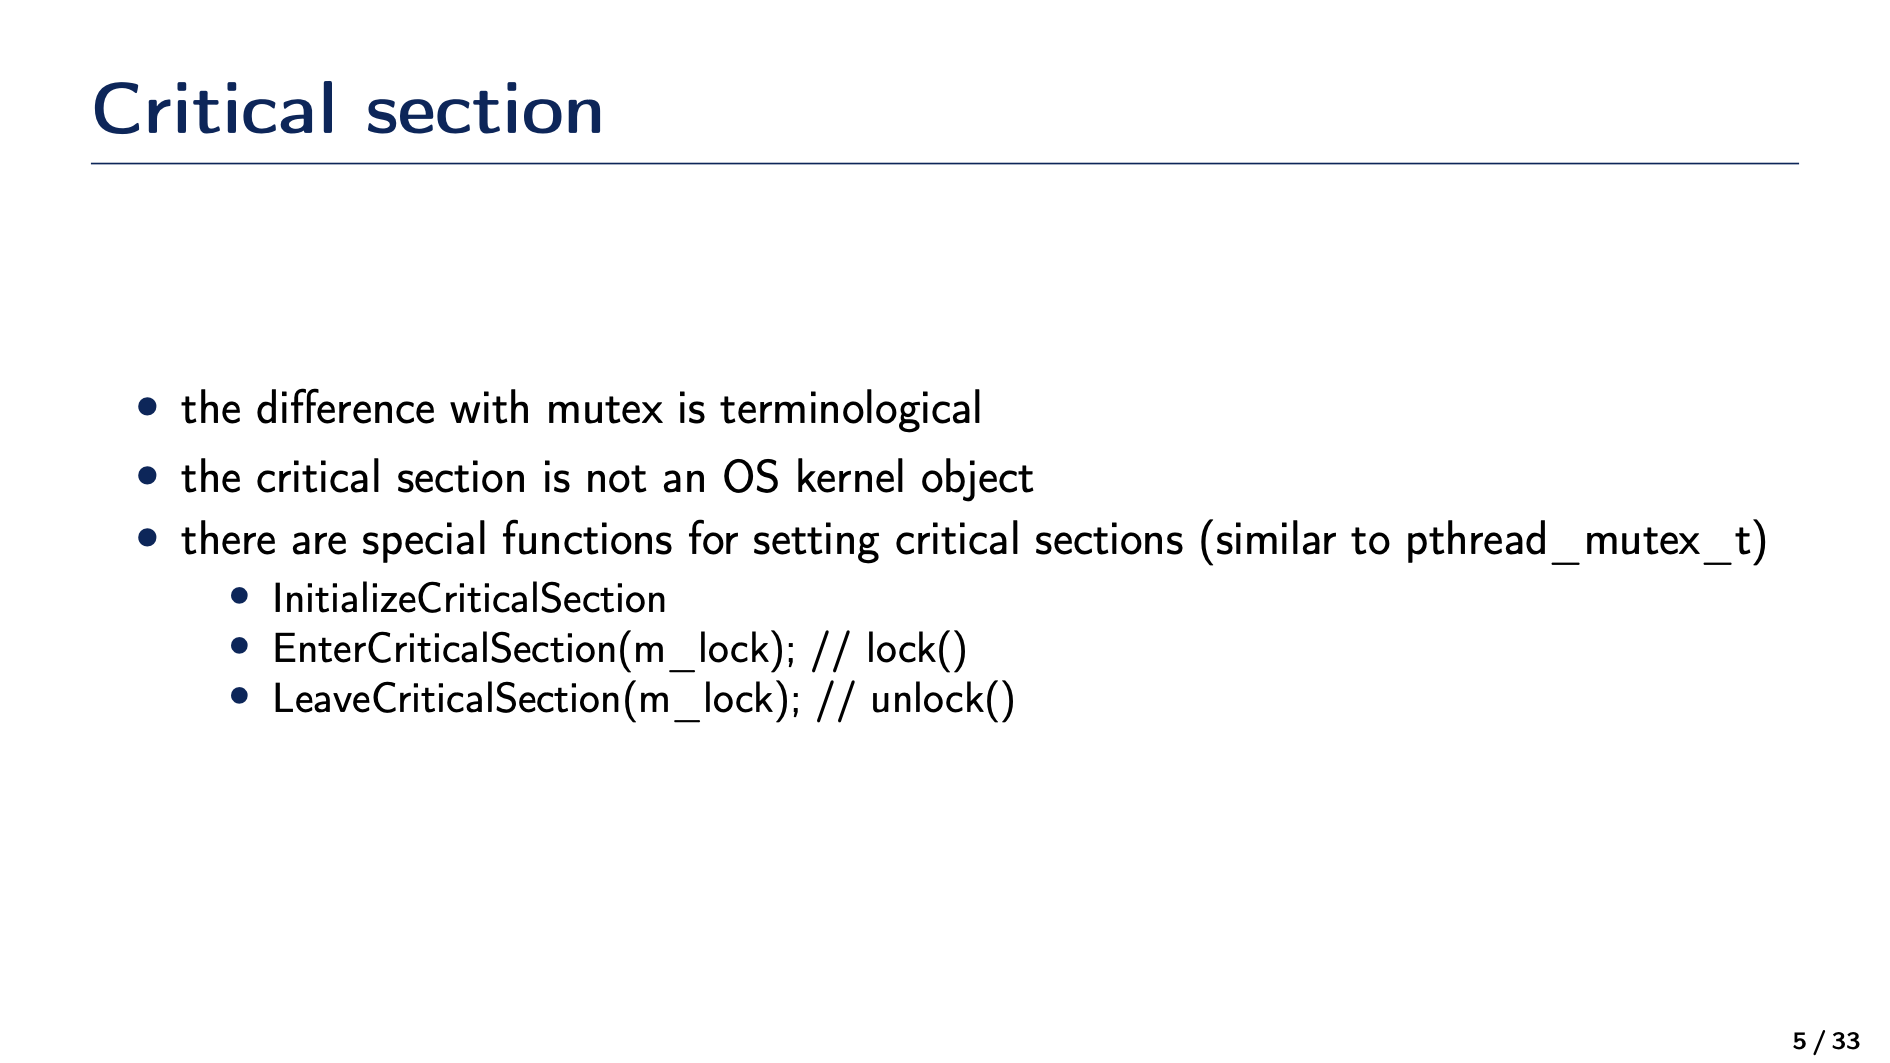 Critical section
• the difference with mutex is terminological
• the critical section is not an OS kernel object
• there are special functions for setting critical sections (similar to pthread_mutex_t)
• InitializeCriticalSection
• EnterCriticalSection(m_lock); // lock()
• LeaveCriticalSection(m_lock); // unlock()
5 / 33